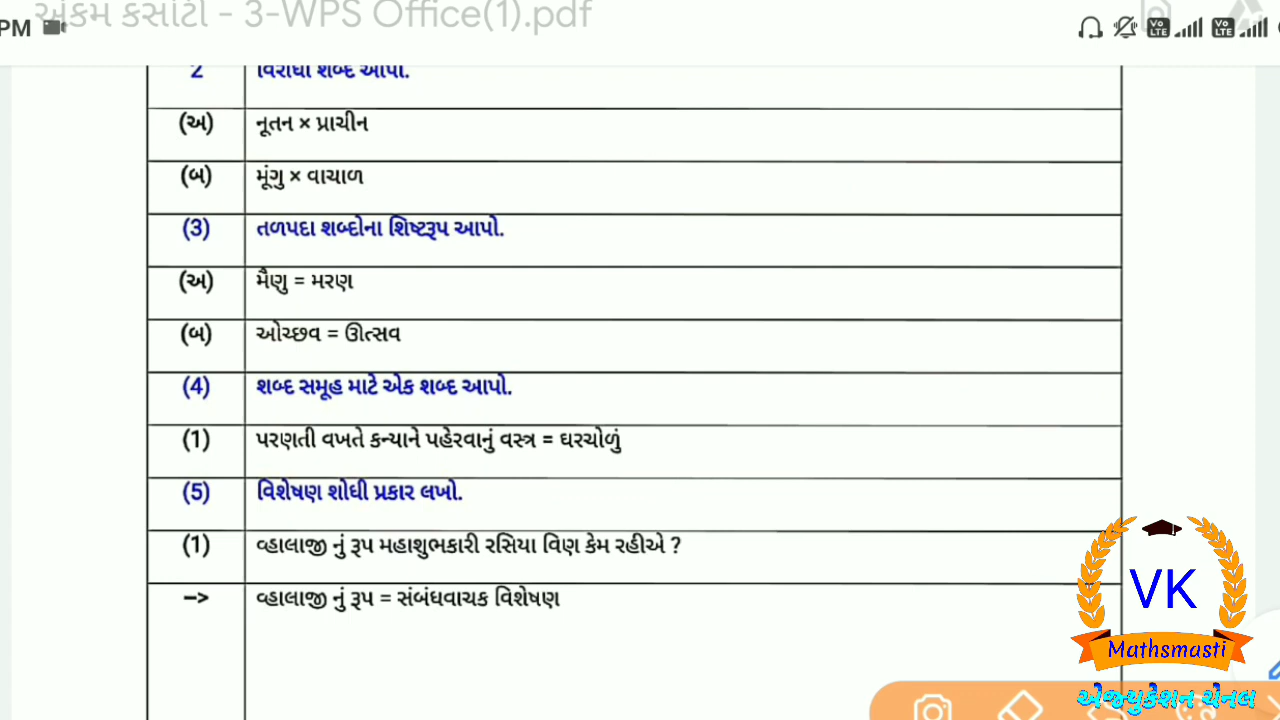 એકમ કસોટી - 3-WPS Office(1).pdf
PM
2 વિરોધી શબ્દ આપો.
(અ) નૂતન × પ્રાચીન
(બ) મૂંગુ × વાચાળ
(3) તળપદા શબ્દોના શિષ્ટરૂપ આપો.
(અ) મૈણુ = મરણ
(બ) ઓચ્છવ = ઊત્સવ
(4) શબ્દ સમૂહ માટે એક શબ્દ આપો.
(1) પરણતી વખતે કન્યાને પહેરવાનું વસ્ત્ર = ઘરચોળું
(5) વિશેષણ શોધી પ્રકાર લખો.
(1) વ્હાલાજી નું રૂપ મહાશુભકારી રસિયા વિણ કેમ રહીએ ?
–> વ્હાલાજી નું રૂપ = સંબંધવાચક વિશેષણ
VK
Mathsmasti
એજ્યુકેશન ચેનલ